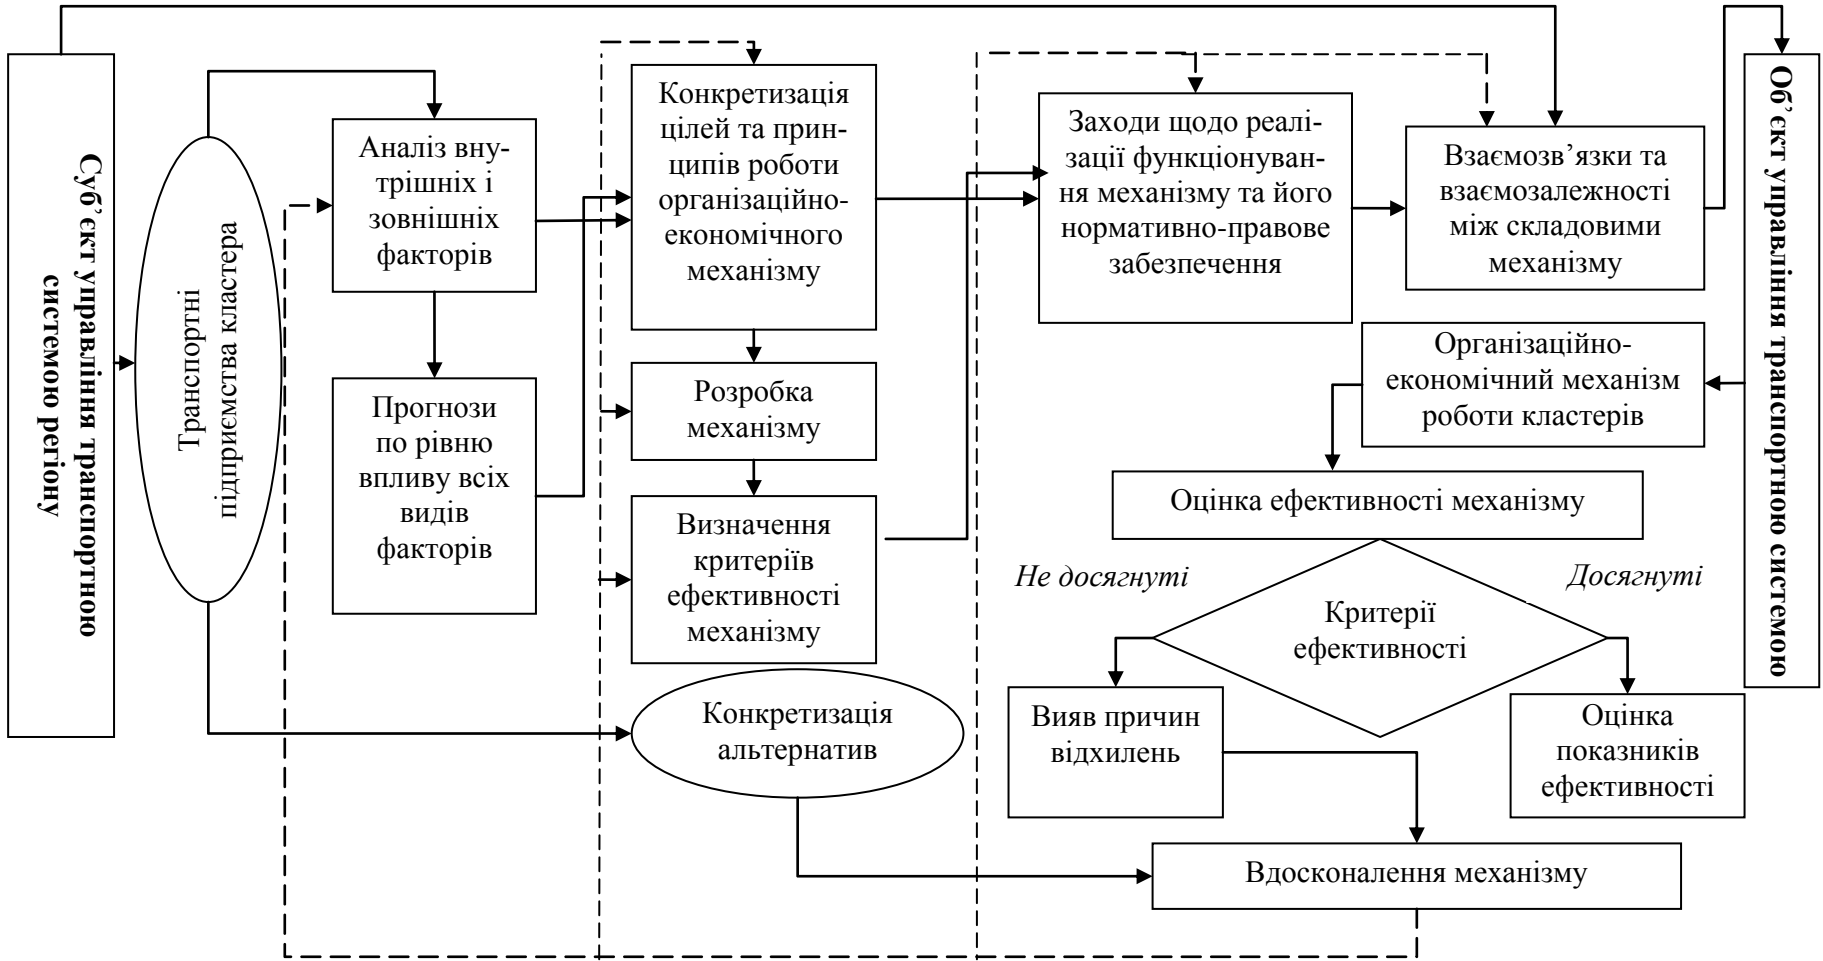 Суб’єкт управління транспортною
системою регіону
Транспортні
підприємства кластера
Аналіз вну-
трішніх і
зовнішніх
факторів
Прогнози
по рівню
впливу всіх
видів
факторів
Конкретизація
цілей та прин-
ципів роботи
організаційно-
економічного
механізму
Розробка
механізму
Визначення
критеріїв
ефективності
механізму
Конкретизація
альтернатив
Заходи щодо реалі-
зації функціонуван-
ня механізму та його
нормативно-правове
забезпечення
Взаємозв’язки та
взаємозалежності
між складовими
механізму
Об’єкт управління транспортною системою
Організаційно-
економічний механізм
роботи кластерів
Оцінка ефективності механізму
Не досягнуті
Досягнуті
Критерії
ефективності
Вияв причин
відхилень
Оцінка
показників
ефективності
Вдосконалення механізму